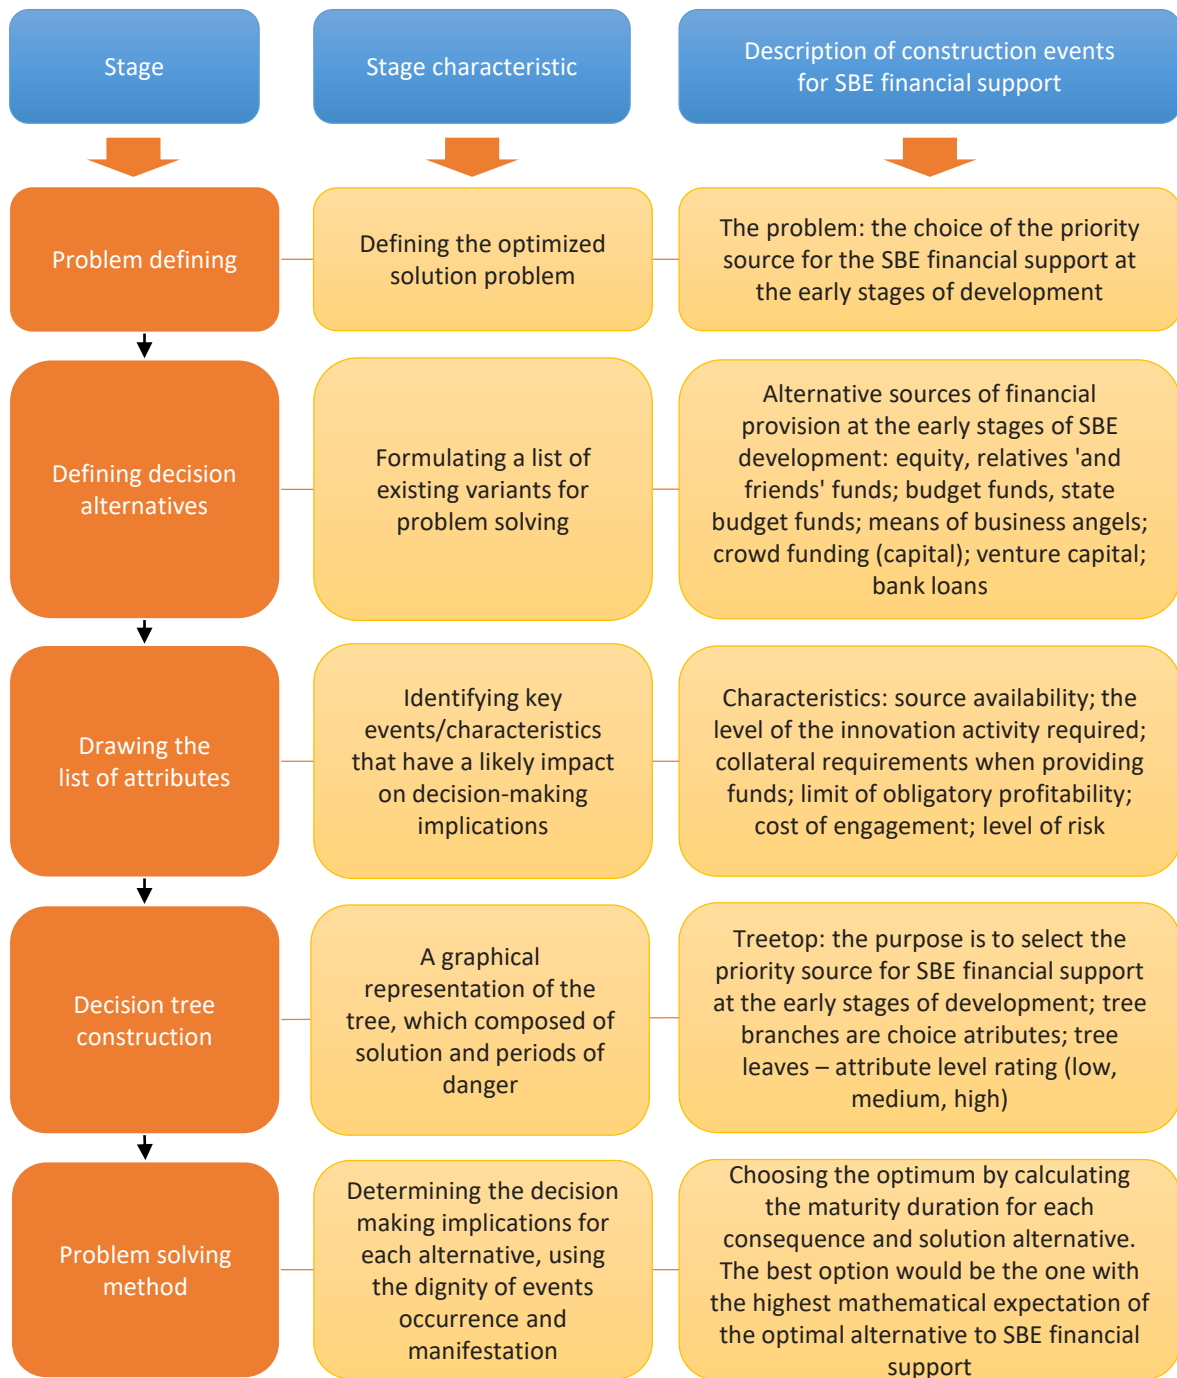 Stage
Stage characteristic
Description of construction events
for SBE financial support
Problem defining
Defining the optimized
solution problem
The problem: the choice of the priority
source for the SBE financial support at
the early stages of development
Defining decision
alternatives
Formulating a list of
existing variants for
problem solving
Alternative sources of financial
provision at the early stages of SBE
development: equity, relatives 'and
friends' funds; budget funds, state
budget funds; means of business angels;
crowd funding (capital); venture capital;
bank loans
Drawing the
list of attributes
Identifying key
events/characteristics
that have a likely impact
on decision-making
implications
Characteristics: source availability; the
level of the innovation activity required;
collateral requirements when providing
funds; limit of obligatory profitability;
cost of engagement; level of risk
Decision tree
construction
A graphical
representation of the
tree, which composed of
solution and periods of
danger
Treetop: the purpose is to select the
priority source for SBE financial support
at the early stages of development; tree
branches are choice atributes; tree
leaves – attribute level rating (low,
medium, high)
Problem solving
method
Determining the decision
making implications for
each alternative, using
the dignity of events
occurrence and
manifestation
Choosing the optimum by calculating
the maturity duration for each
consequence and solution alternative.
The best option would be the one with
the highest mathematical expectation of
the optimal alternative to SBE financial
support